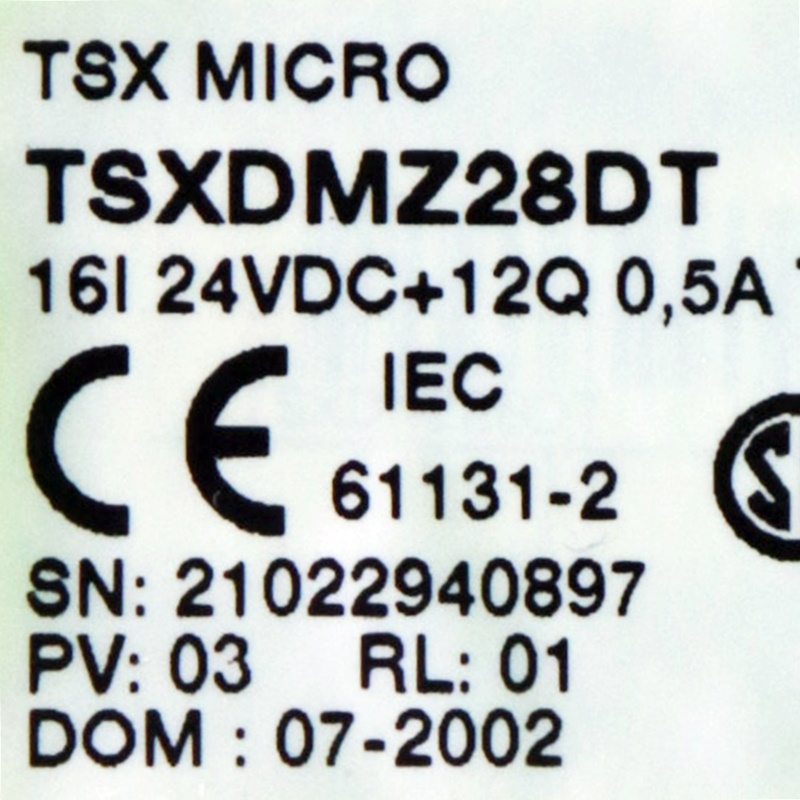 TSX MICRO
TSXDMZ28DT
16I 24VDC+12Q 0,5A
CE IEC
61131-2
SN: 21022940897
PV: 03 RL: 01
DOM : 07-2002